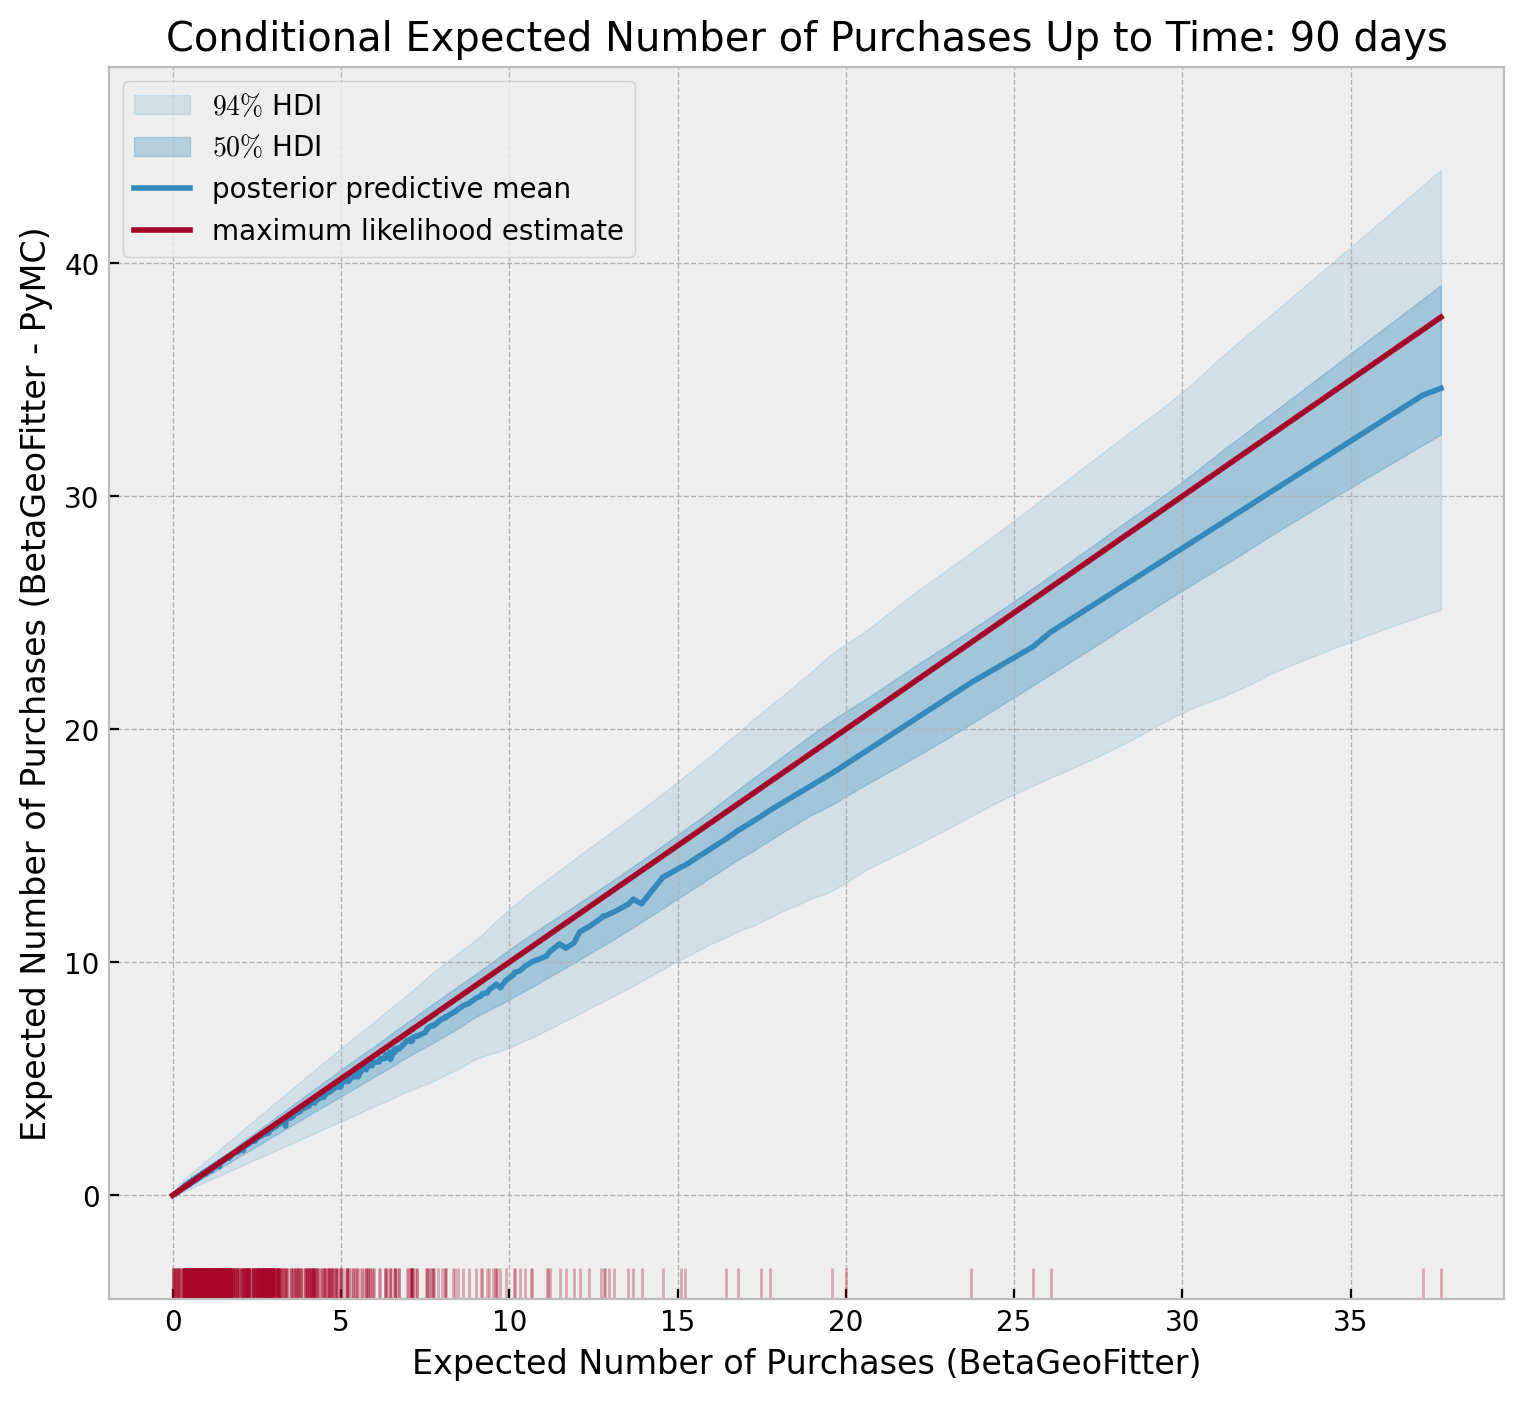 Conditional Expected Number of Purchases Up to Time: 90 days
94% HDI
50% HDI
posterior predictive mean
maximum likelihood estimate
Expected Number of Purchases (BetaGeoFitter - PyMC)
40
30
20
10
0
0 5 10 15 20 25 30 35
Expected Number of Purchases (BetaGeoFitter)